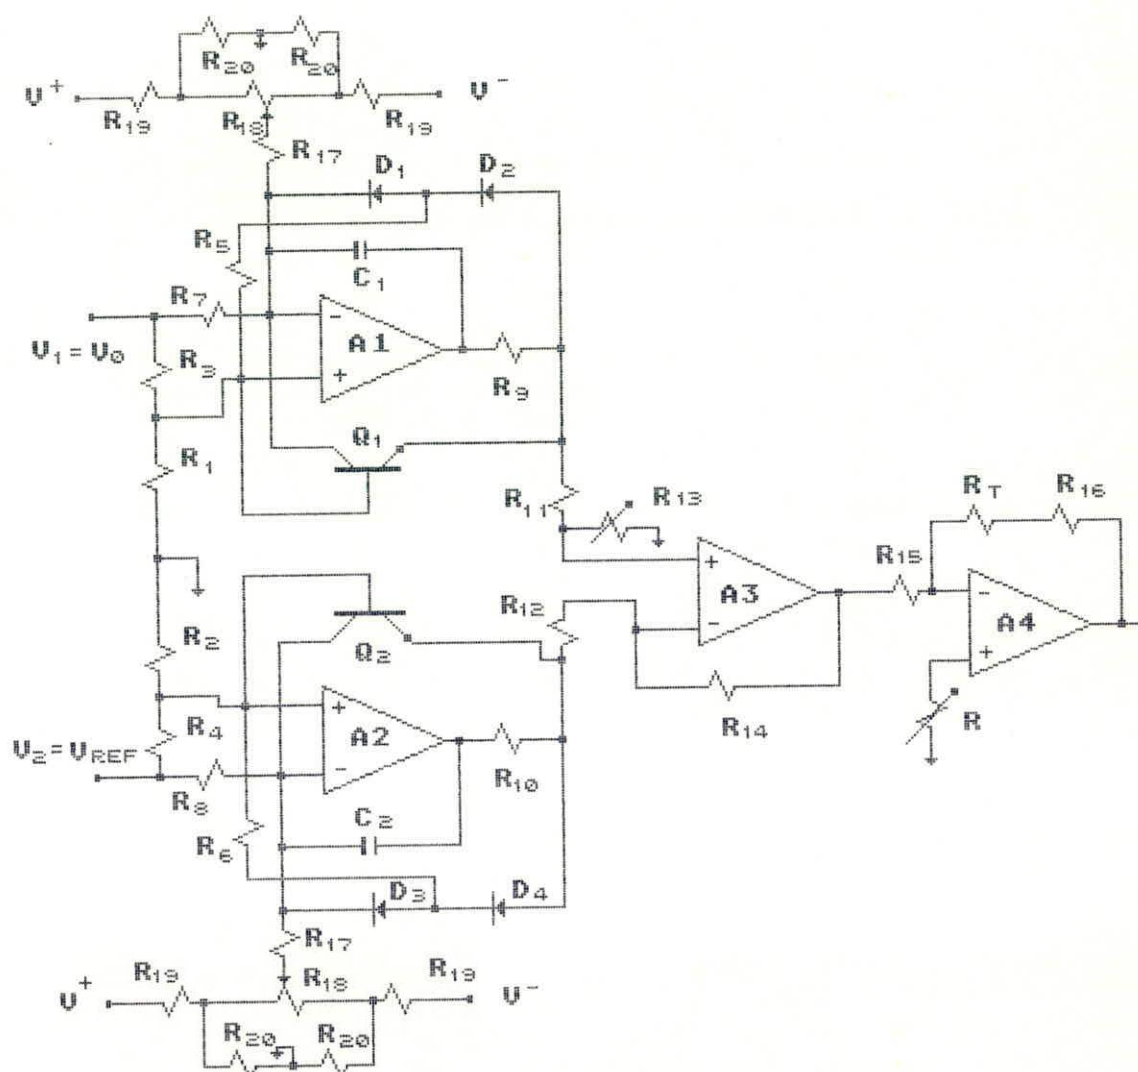 R20 R20
V+ V-
R19 R18 R19
R17
D1 D2
R5
C1
R7
A1
- +
V1=V0
R3
R9
Q1
R1
R11 R13
RT R16
R15
+ -
A3
- +
A4
R12
R2
Q2
R14
R
R4
+ -
A2
V2=VREF
R10
R8
C2
R6
D3 D4
R17
R19 R18 R19
V+ V-
R20 R20